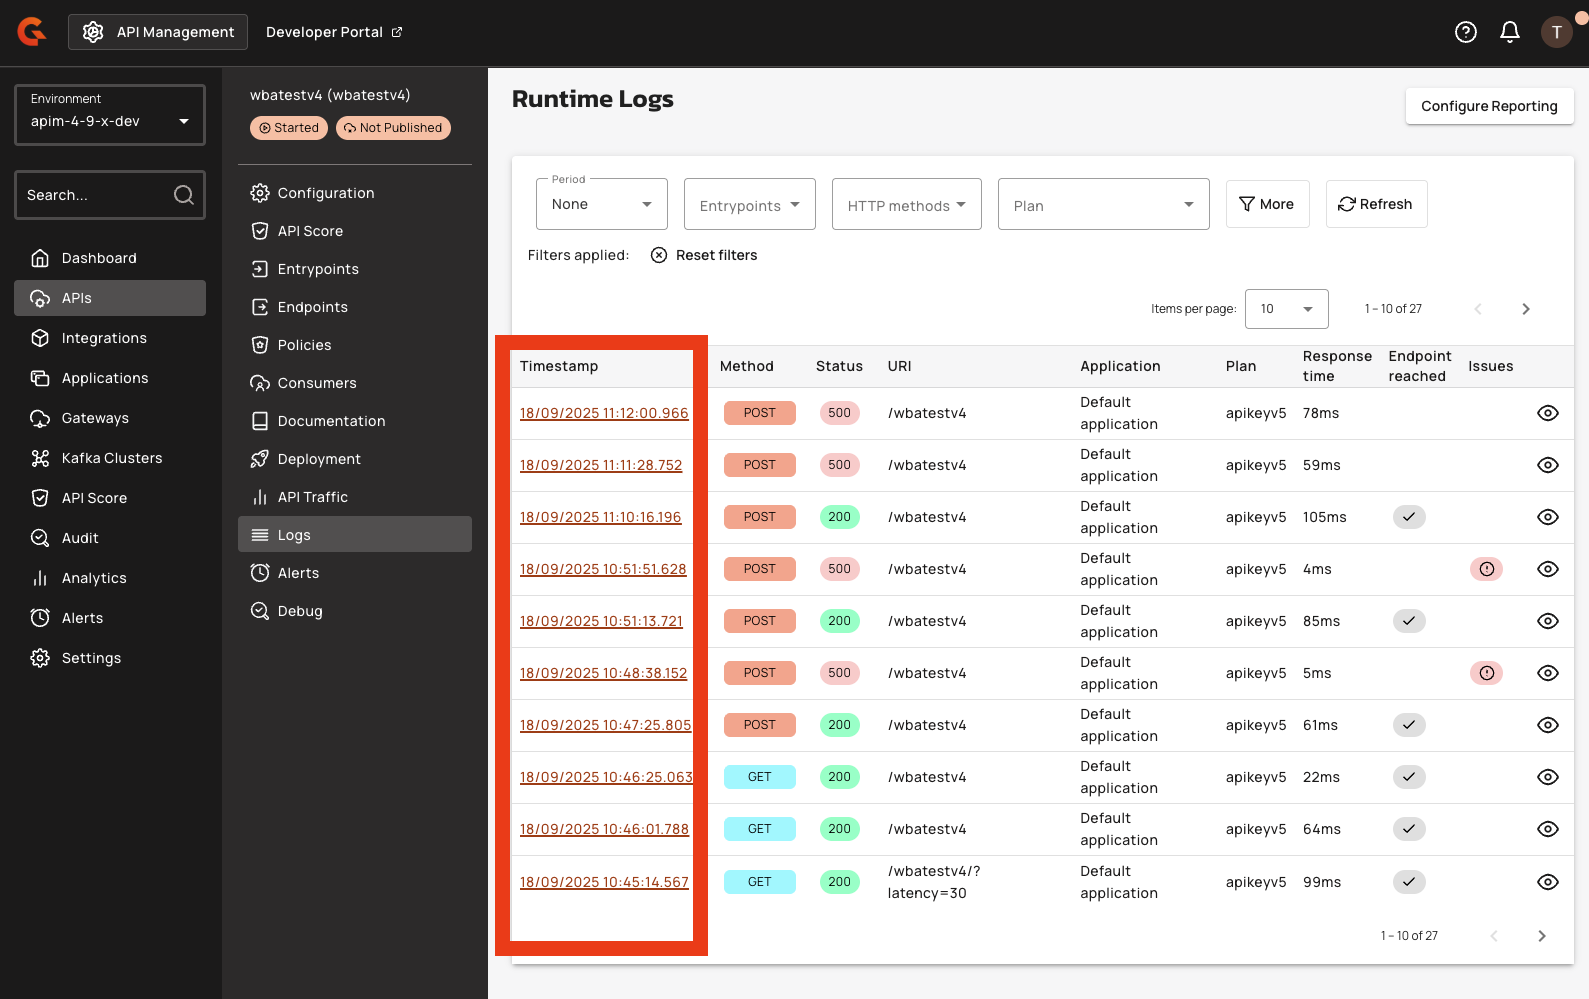 API Management
Developer Portal
T
Environment
apim-4-9-x-dev
Search...
Dashboard
APIs
Integrations
Applications
Gateways
Kafka Clusters
API Score
Audit
Analytics
Alerts
Settings
wbatestv4 (wbatestv4)
Started Not Published
Configuration
API Score
Entrypoints
Endpoints
Policies
Consumers
Documentation
Deployment
API Traffic
Logs
Alerts
Debug
Runtime Logs
Configure Reporting
Period
None Entrypoints HTTP methods Plan More Refresh
Filters applied: Reset filters
Items per page: 10 1 – 10 of 27
Timestamp Method Status URI Application Plan Response time Endpoint reached Issues
18/09/2025 11:12:00.966 POST 500 /wbatestv4 Default application apikeyv5 78ms
18/09/2025 11:11:28.752 POST 500 /wbatestv4 Default application apikeyv5 59ms
18/09/2025 11:10:16.196 POST 200 /wbatestv4 Default application apikeyv5 105ms
18/09/2025 10:51:51.628 POST 500 /wbatestv4 Default application apikeyv5 4ms
18/09/2025 10:51:13.721 POST 200 /wbatestv4 Default application apikeyv5 85ms
18/09/2025 10:48:38.152 POST 500 /wbatestv4 Default application apikeyv5 5ms
18/09/2025 10:47:25.805 POST 200 /wbatestv4 Default application apikeyv5 61ms
18/09/2025 10:46:25.063 GET 200 /wbatestv4 Default application apikeyv5 22ms
18/09/2025 10:46:01.788 GET 200 /wbatestv4 Default application apikeyv5 64ms
18/09/2025 10:45:14.567 GET 200 /wbatestv4/?latency=30 Default application apikeyv5 99ms
1 – 10 of 27